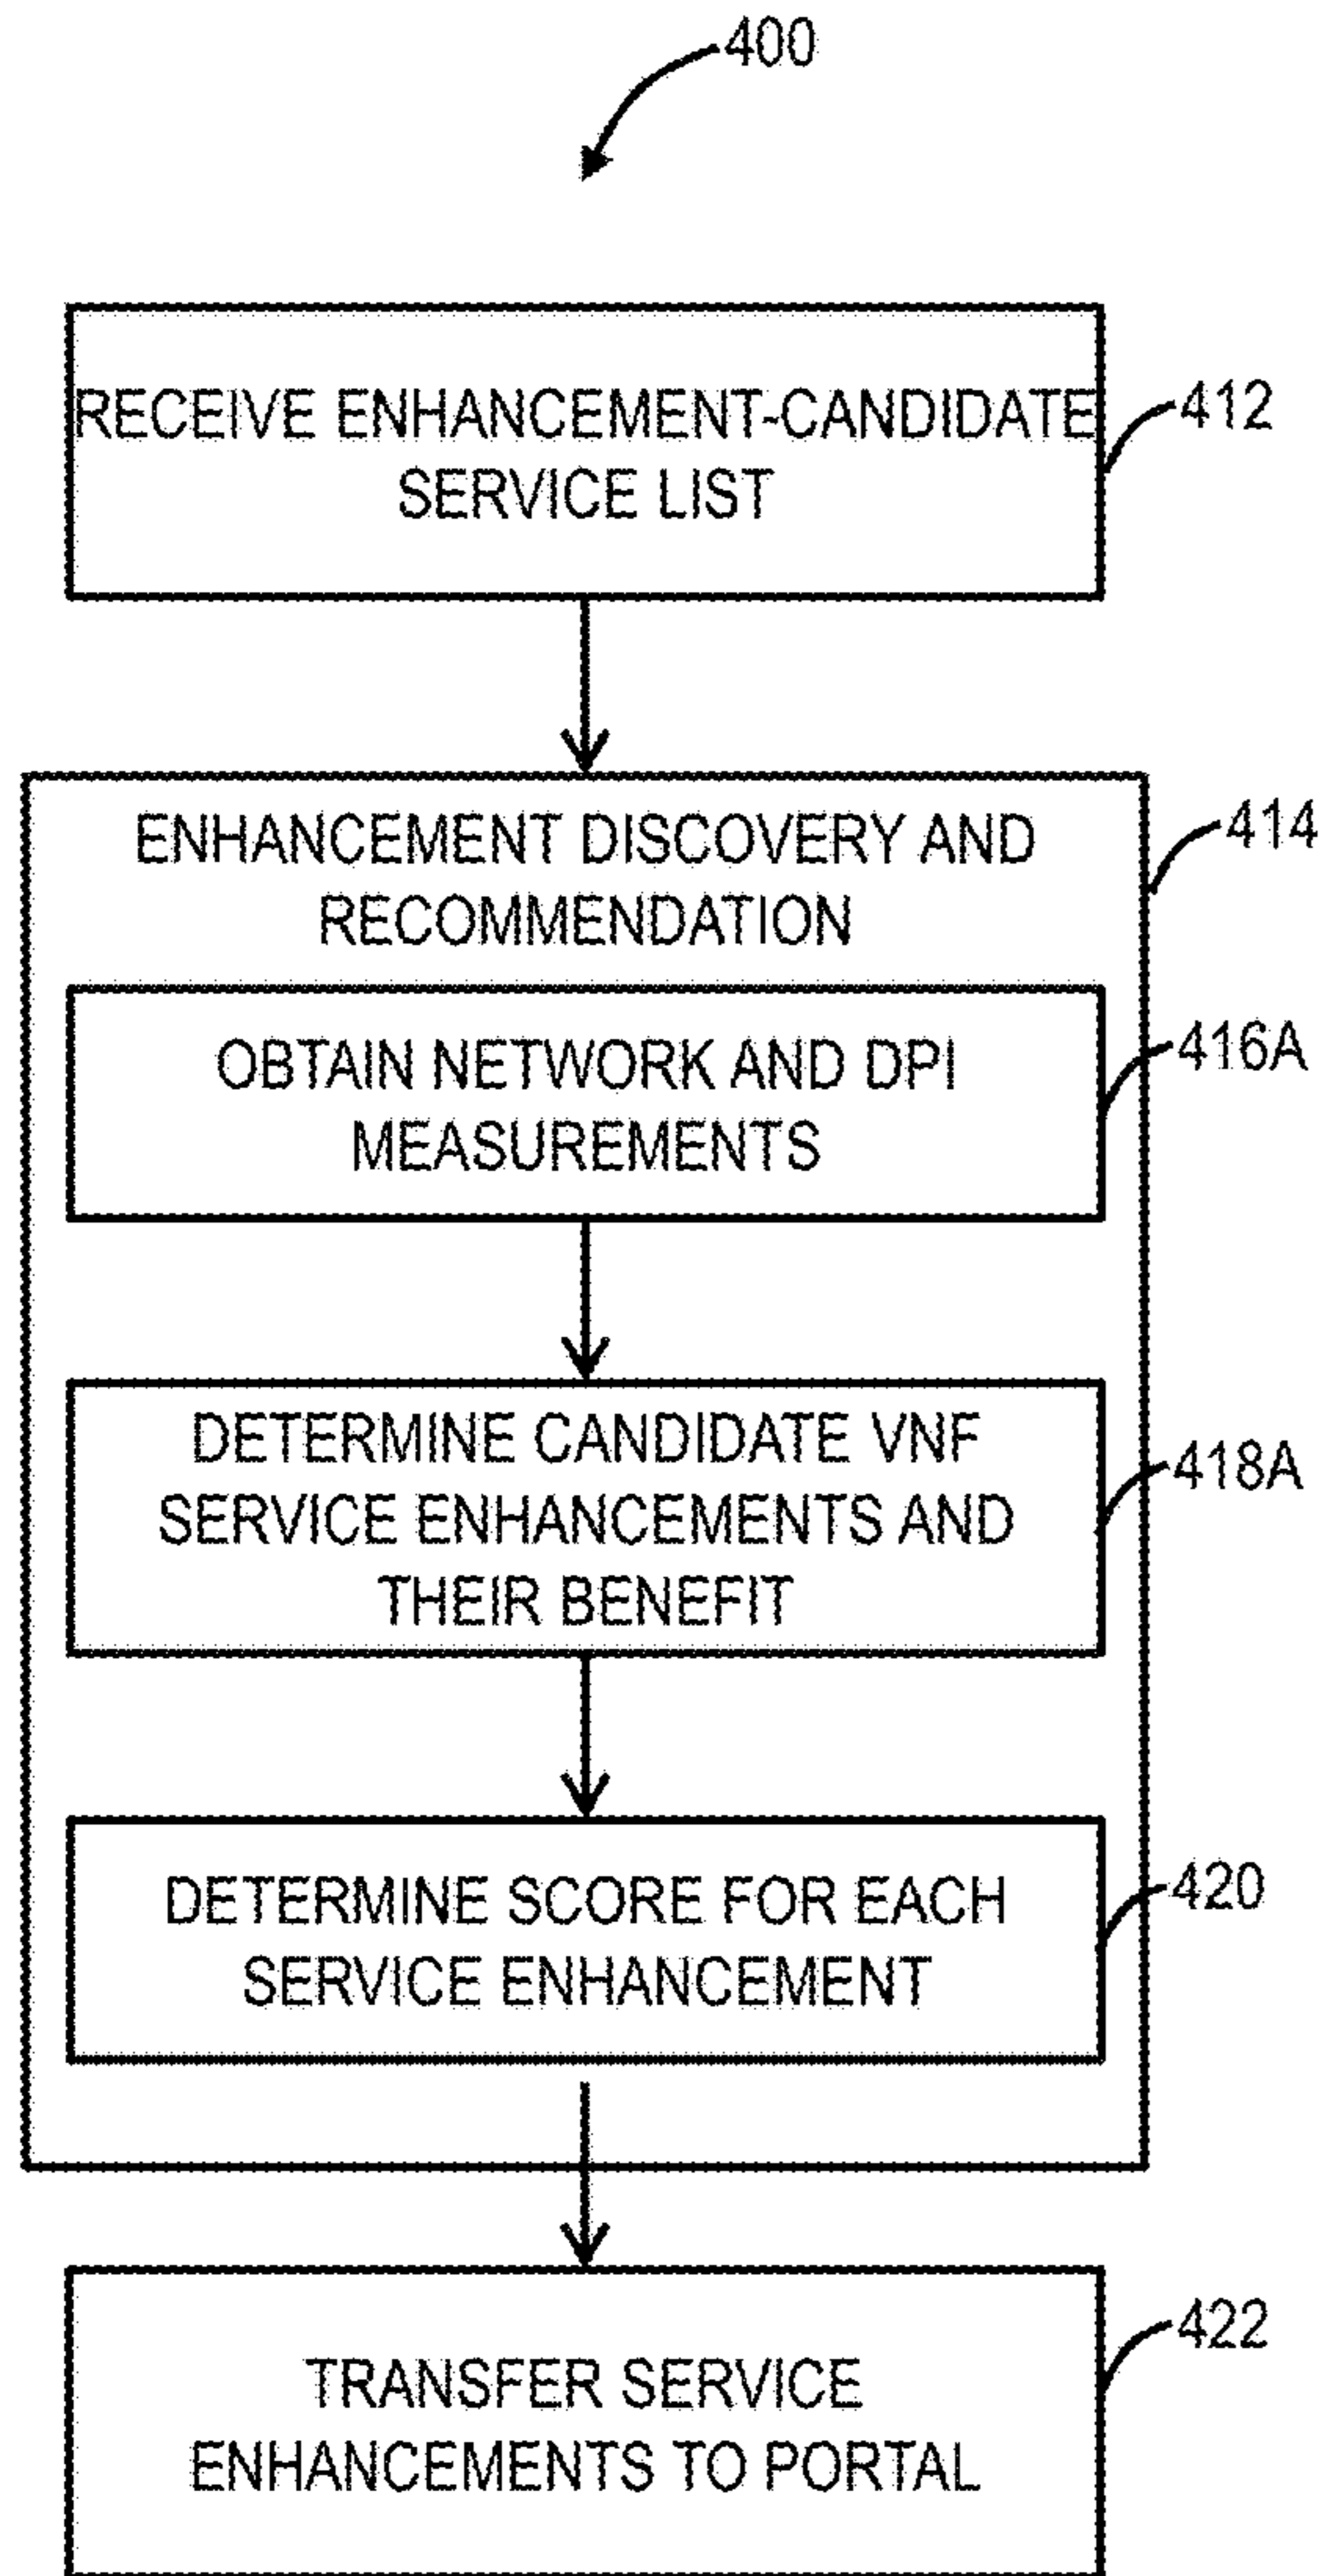 400
RECEIVE ENHANCEMENT-CANDIDATE
SERVICE LIST
412
ENHANCEMENT DISCOVERY AND
RECOMMENDATION
414
OBTAIN NETWORK AND DPI
MEASUREMENTS
416A
DETERMINE CANDIDATE VNF
SERVICE ENHANCEMENTS AND
THEIR BENEFIT
418A
DETERMINE SCORE FOR EACH
SERVICE ENHANCEMENT
420
TRANSFER SERVICE
ENHANCEMENTS TO PORTAL
422